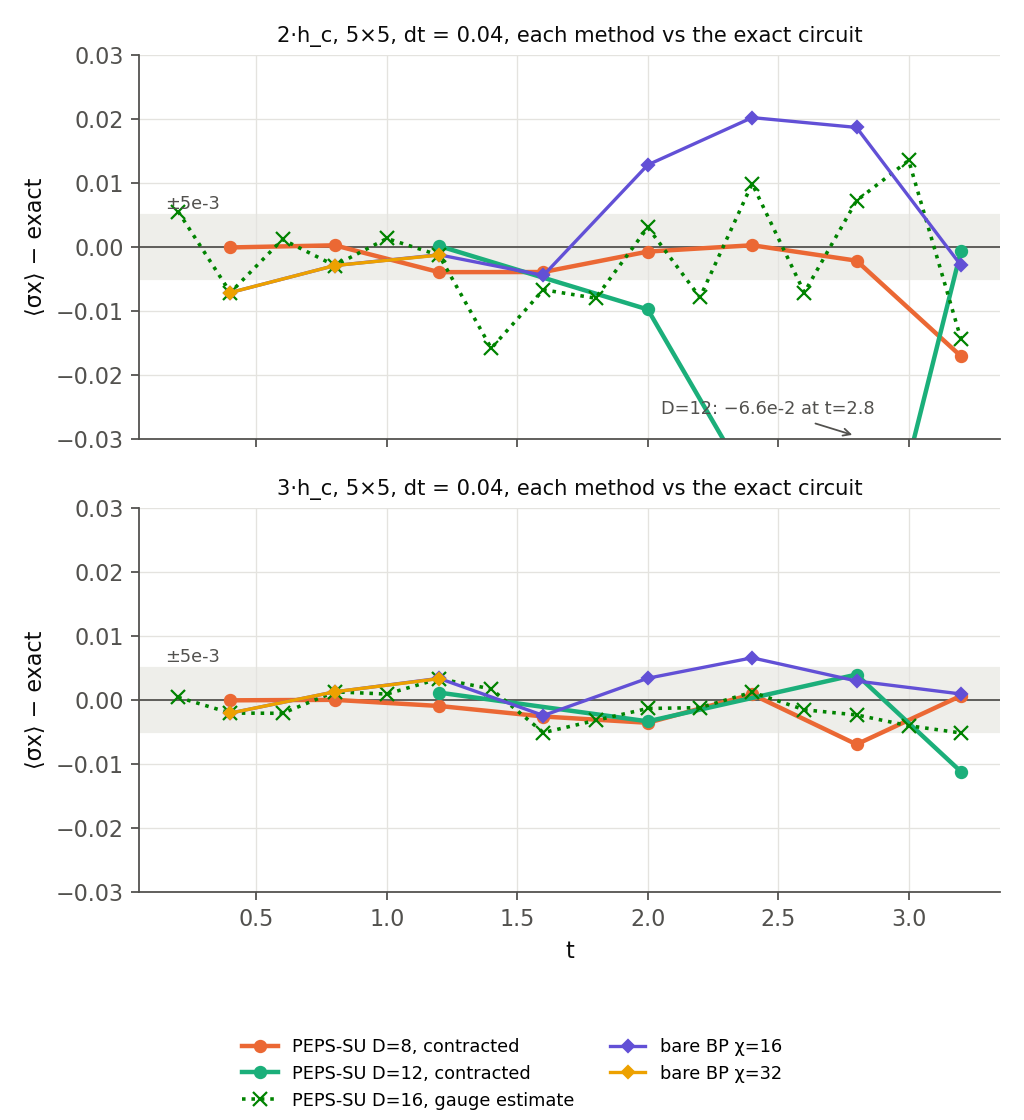 2·h_c, 5×5, dt = 0.04, each method vs the exact circuit
0.03
0.02
0.01
0.00
−0.01
−0.02
−0.03
⟨σx⟩ − exact
±5e-3
D=12: −6.6e-2 at t=2.8
3·h_c, 5×5, dt = 0.04, each method vs the exact circuit
0.03
0.02
0.01
0.00
−0.01
−0.02
−0.03
⟨σx⟩ − exact
±5e-3
0.5 1.0 1.5 2.0 2.5 3.0
t
PEPS-SU D=8, contracted
PEPS-SU D=12, contracted
PEPS-SU D=16, gauge estimate
bare BP χ=16
bare BP χ=32